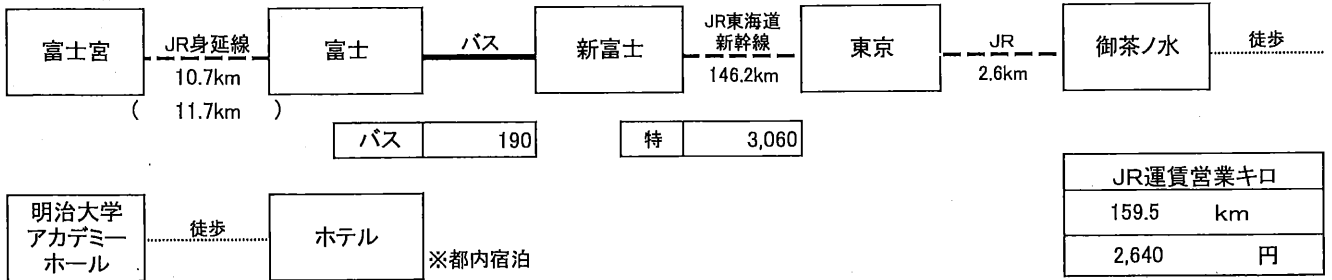 富士宮
JR身延線
10.7km
( 11.7km )
富士
バス
新富士
JR東海道
新幹線
146.2km
東京
JR
2.6km
御茶ノ水
徒歩
バス 190
特 3,060
JR運賃営業キロ
159.5 km
2,640 円
明治大学
アカデミー
ホール
徒歩
ホテル
※都内宿泊